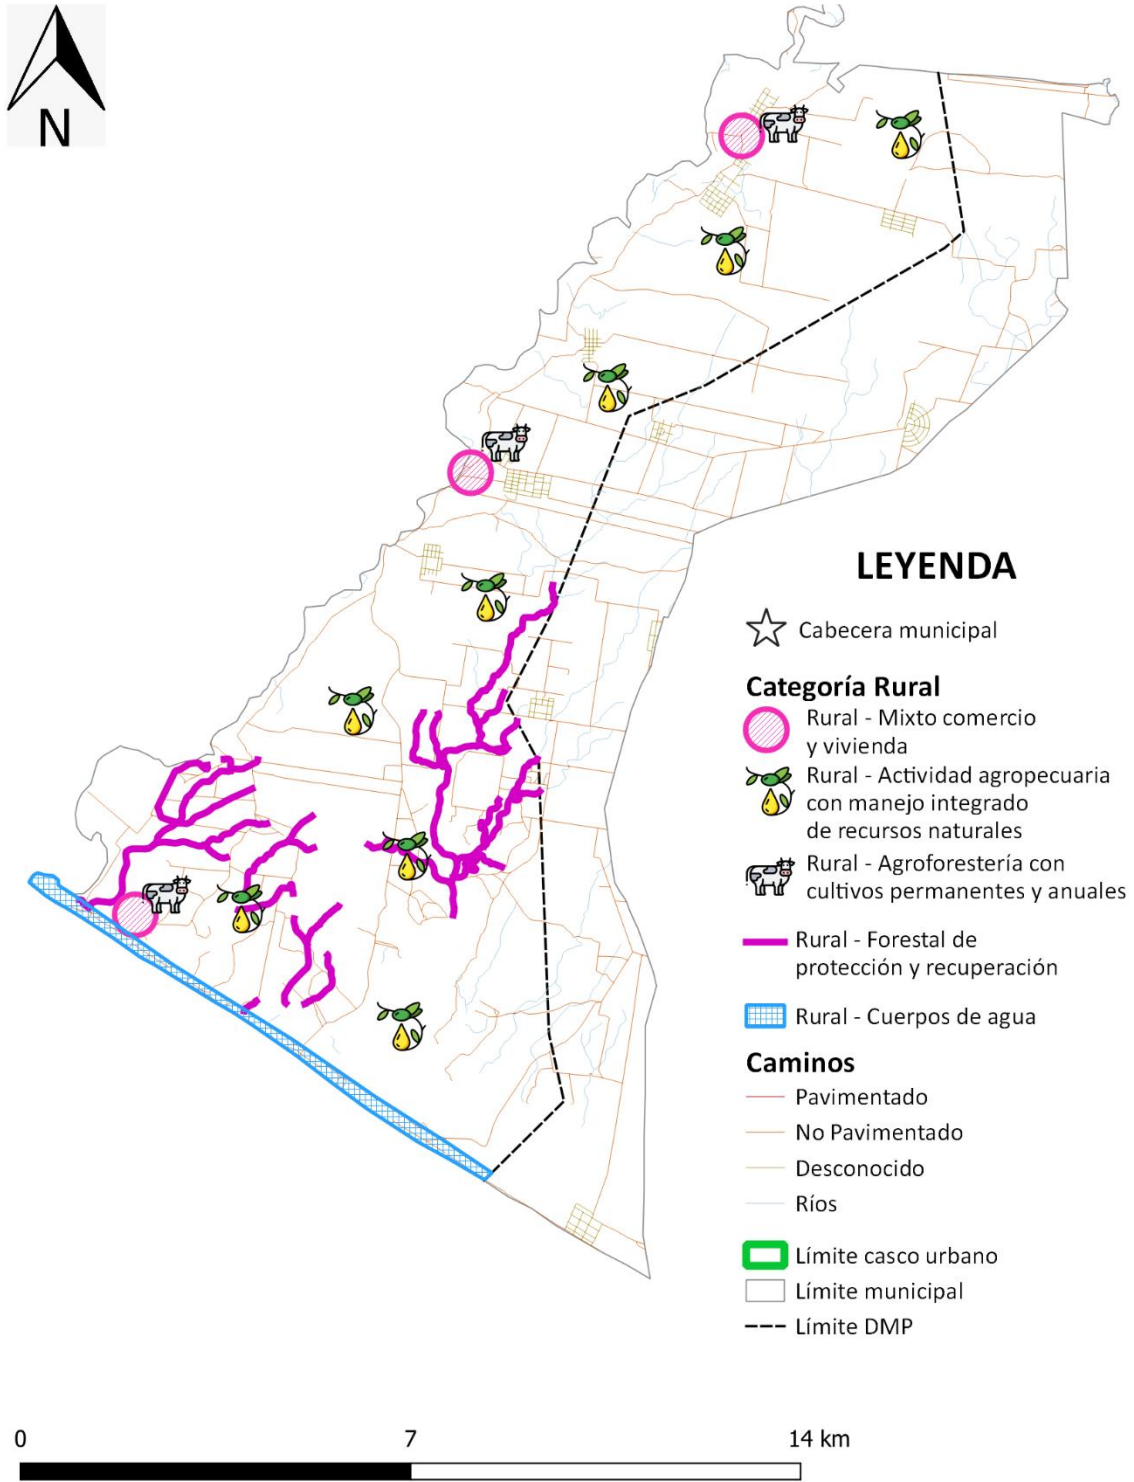 N
LEYENDA
Cabecera municipal
Categoría Rural
Rural - Mixto comercio
y vivienda
Rural - Actividad agropecuaria
con manejo integrado
de recursos naturales
Rural - Agroforestería con
cultivos permanentes y anuales
Rural - Forestal de
protección y recuperación
Rural - Cuerpos de agua
Caminos
Pavimentado
No Pavimentado
Desconocido
Ríos
Límite casco urbano
Límite municipal
Límite DMP
0 7 14 km